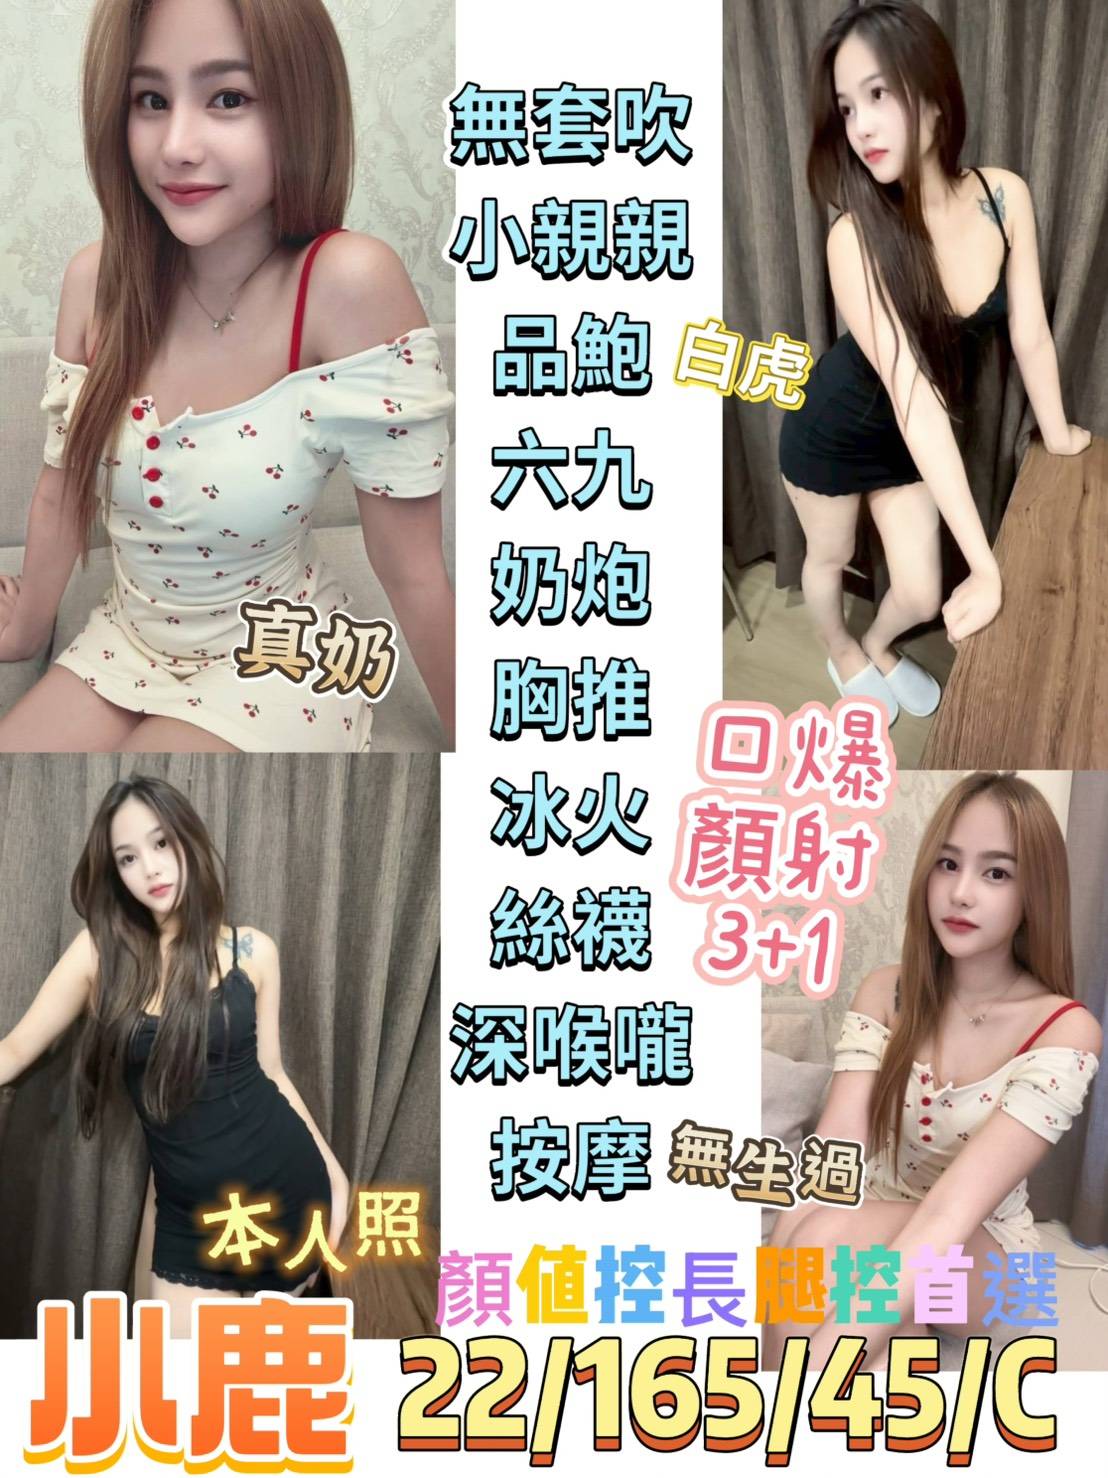 無套吹
小親親
品鮑
白虎
六九
奶炮
真奶
胸推
口爆
顏射
3+1
冰火
絲襪
深喉嚨
按摩
無生過
本人照
顏值控長腿控首選
小鹿
22/165/45/C